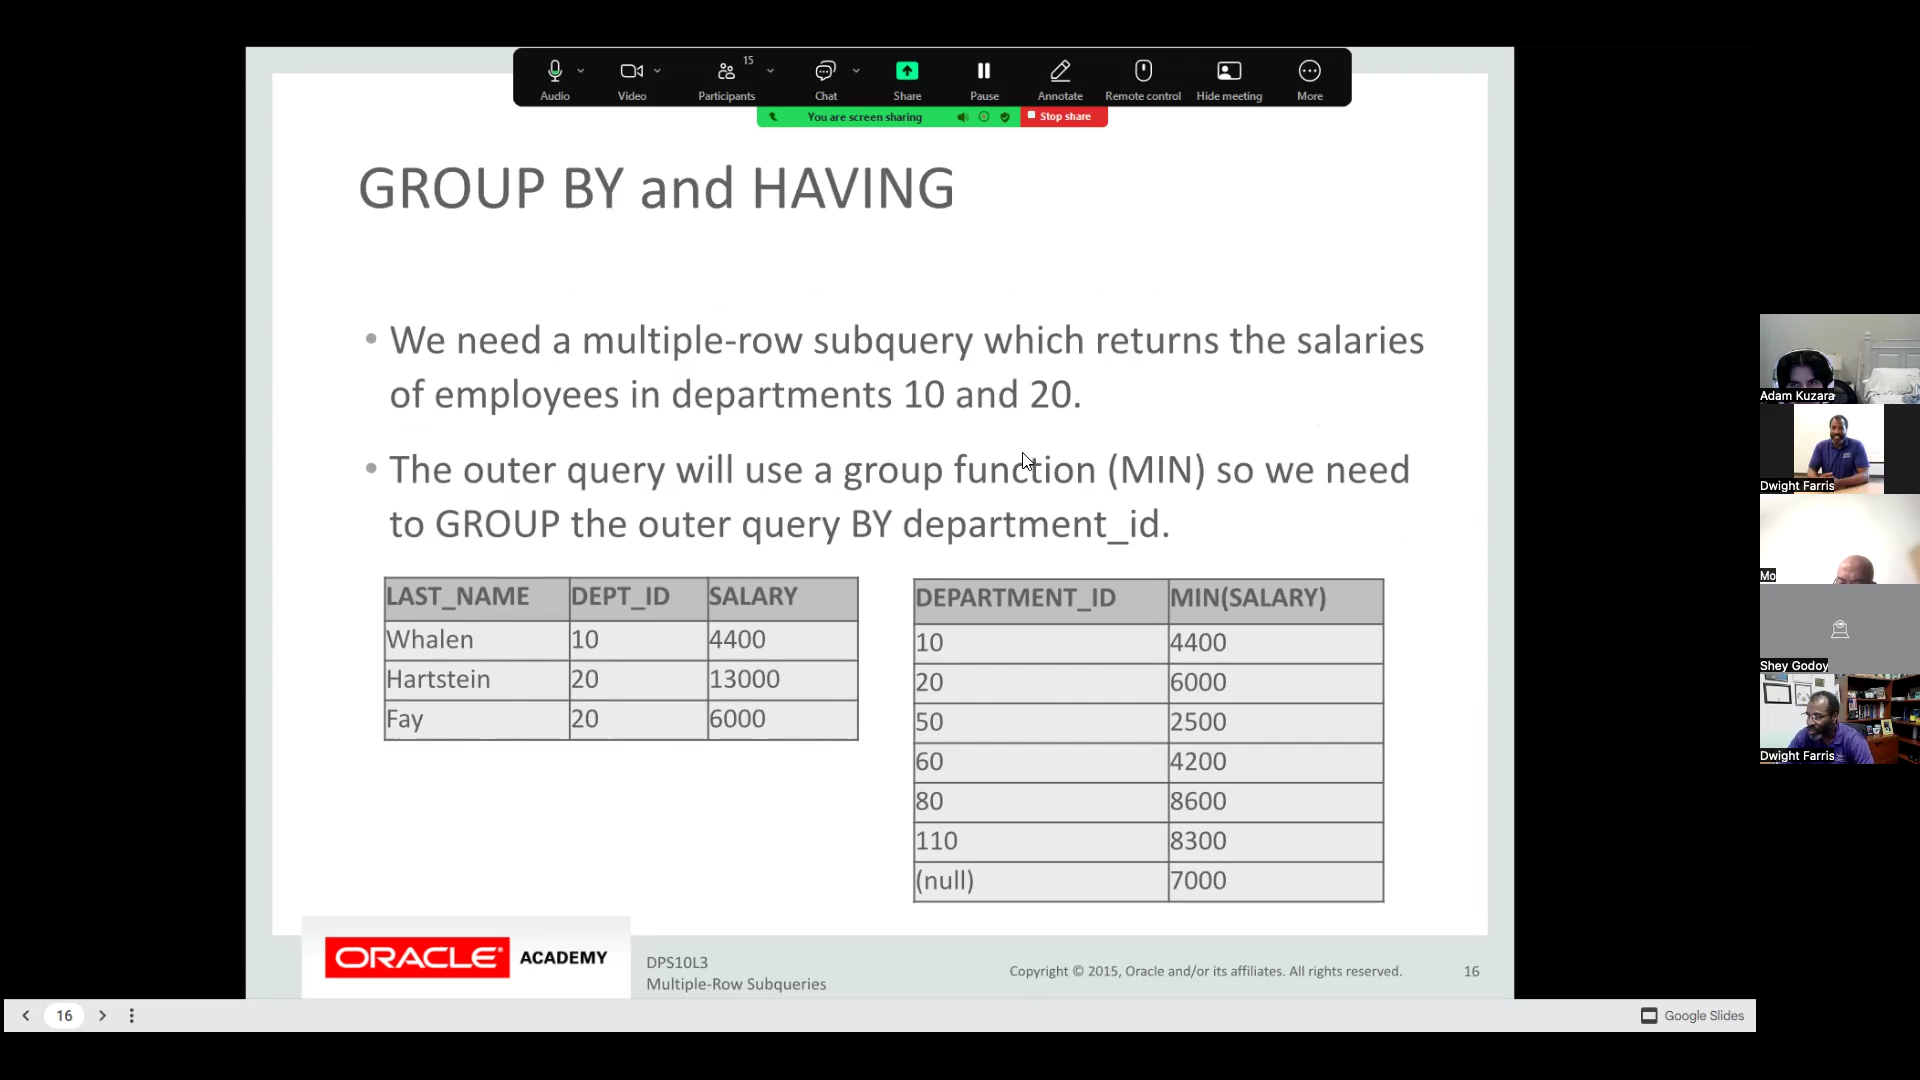 15
Audio
Video
Participants
Chat
Share
Pause
Annotate
Remote control
Hide meeting
More
You are screen sharing
Stop share
GROUP BY and HAVING
• We need a multiple-row subquery which returns the salaries
of employees in departments 10 and 20.
• The outer query will use a group function (MIN) so we need
to GROUP the outer query BY department_id.
LAST_NAME DEPT_ID SALARY
Whalen 10 4400
Hartstein 20 13000
Fay 20 6000
DEPARTMENT_ID MIN(SALARY)
10 4400
20 6000
50 2500
60 4200
80 8600
110 8300
(null) 7000
ORACLE® ACADEMY
DPS10L3
Multiple-Row Subqueries
Copyright © 2015, Oracle and/or its affiliates. All rights reserved.
16
16
Google Slides
Adam Kuzara
Dwight Farris
Mo
Shey Godoy
Dwight Farris